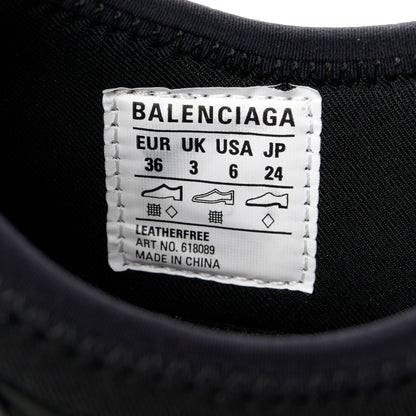 BALENCIAGA
EUR UK USA JP
36 3 6 24
LEATHERFREE
ART NO. 618089
MADE IN CHINA